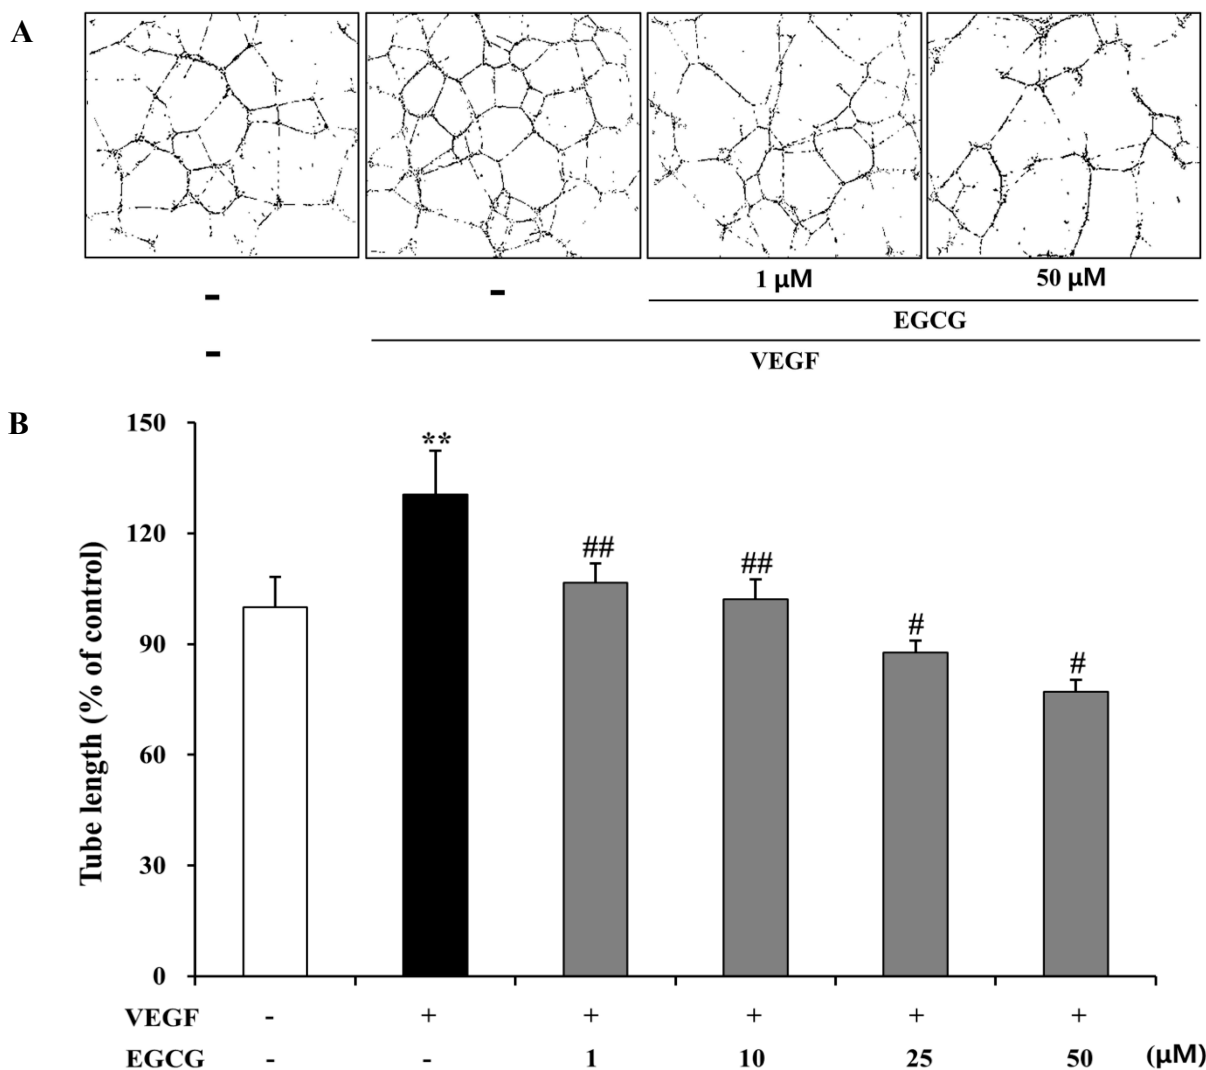 A
1 μM 50 μM
- -
EGCG
-
VEGF
B
150
120
90
60
30
0
Tube length (% of control)
**
##
##
#
#
VEGF - + + + + +
EGCG - - 1 10 25 50 (μM)